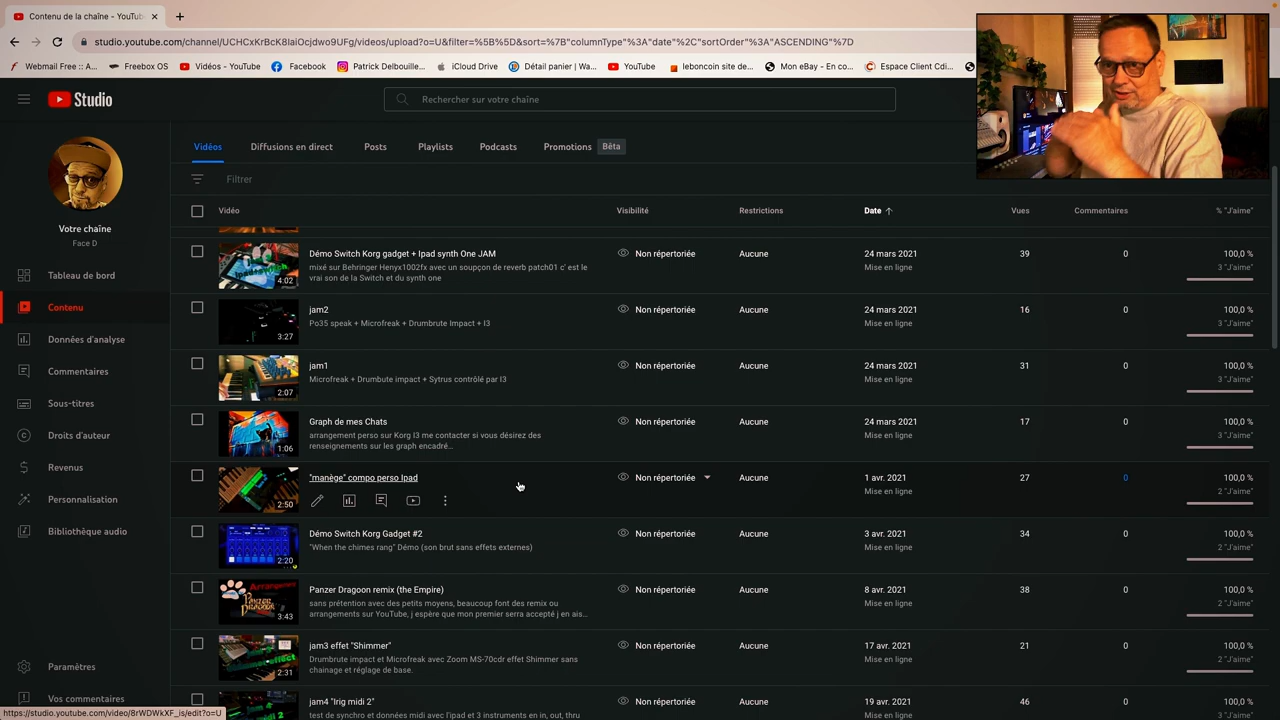 Contenu de la chaîne - YouTub
studio.youtube.com/channel/UCHCxKrBcK8IaiOcjdwo9UFg/videos/upload?o=U&filter=%5B%5D&sort=%7B"columnType"%3A"date"%2C"sortOrder"%3A"ASCENDING"%7D
Webmail Free :: A...
Freebox OS
Vidéos - YouTube
Facebook
Patrick Delbouille...
iCloud Drive
Détail panier | Wa...
YouTube
leboncoin site de...
Mon eBay - En co...
Espace Client Cdi...
Studio
Rechercher sur votre chaîne
Votre chaîne
Face D
Tableau de bord
Contenu
Données d'analyse
Commentaires
Sous-titres
Droits d'auteur
Revenus
Personnalisation
Bibliothèque audio
Paramètres
Vos commentaires
https://studio.youtube.com/video/8rWDWkXF_is/edit?o=U
Vidéos
Diffusions en direct
Posts
Playlists
Podcasts
Promotions
Bêta
Filtrer
Vidéo
Visibilité
Restrictions
Date
Vues
Commentaires
% "J'aime"
4:02
Démo Switch Korg gadget + Ipad synth One JAM
mixé sur Behringer Henyx1002fx avec un soupçon de reverb patch01 c' est le
vrai son de la Switch et du synth one
Non répertoriée
Aucune
24 mars 2021
Mise en ligne
39
0
100,0 %
3 "J'aime"
3:27
jam2
Po35 speak + Microfreak + Drumbrute Impact + I3
Non répertoriée
Aucune
24 mars 2021
Mise en ligne
16
0
100,0 %
3 "J'aime"
2:07
jam1
Microfreak + Drumbute impact + Sytrus contrôlé par I3
Non répertoriée
Aucune
24 mars 2021
Mise en ligne
31
0
100,0 %
3 "J'aime"
1:06
Graph de mes Chats
arrangement perso sur Korg I3 me contacter si vous désirez des
renseignements sur les graph encadré...
Non répertoriée
Aucune
24 mars 2021
Mise en ligne
17
0
100,0 %
3 "J'aime"
2:50
"manège" compo perso Ipad
Non répertoriée
Aucune
1 avr. 2021
Mise en ligne
27
0
100,0 %
2 "J'aime"
2:20
Démo Switch Korg Gadget #2
"When the chimes rang" Démo (son brut sans effets externes)
Non répertoriée
Aucune
3 avr. 2021
Mise en ligne
34
0
100,0 %
2 "J'aime"
PANZER DRAGOON
3:43
Panzer Dragoon remix (the Empire)
sans prétention avec des petits moyens, beaucoup font des remix ou
arrangements sur YouTube, j espère que mon premier sera accepté j en ais...
Non répertoriée
Aucune
8 avr. 2021
Mise en ligne
38
0
100,0 %
2 "J'aime"
2:31
jam3 effet "Shimmer"
Drumbrute impact et Microfreak avec Zoom MS-70cdr effet Shimmer sans
chainage et réglage de base.
Non répertoriée
Aucune
17 avr. 2021
Mise en ligne
21
0
100,0 %
2 "J'aime"
jam4 "Irig midi 2"
test de synchro et données midi avec l'ipad et 3 instruments en in, out, thru
Non répertoriée
Aucune
19 avr. 2021
Mise en ligne
46
0
100,0 %
2 "J'aime"